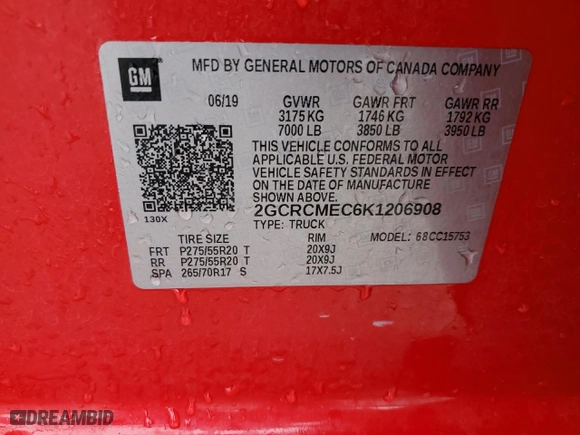 GM
MFD BY GENERAL MOTORS OF CANADA COMPANY
06/19 GVWR GAWR FRT GAWR RR
3175 KG 1746 KG 1792 KG
7000 LB 3850 LB 3950 LB
THIS VEHICLE CONFORMS TO ALL
APPLICABLE U.S. FEDERAL MOTOR
VEHICLE SAFETY STANDARDS IN EFFECT
ON THE DATE OF MANUFACTURE
SHOWN ABOVE.
2GCRCMEC6K1206908
130X
TYPE: TRUCK MODEL: 68CC15753
TIRE SIZE RIM
FRT P275/55R20 T 20X9J
RR P275/55R20 T 20X9J
SPA 265/70R17 S 17X7.5J
DREAMBID